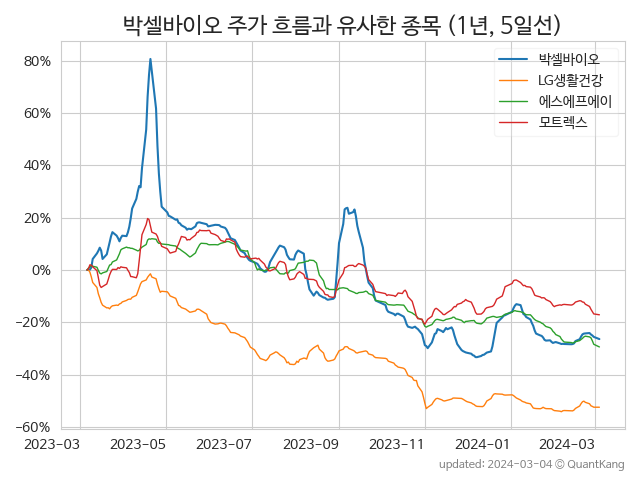 박셀바이오 주가 흐름과 유사한 종목 (1년, 5일선)
박셀바이오
LG생활건강
에스에프에이
모트렉스
80%
60%
40%
20%
0%
−20%
−40%
−60%
2023-03 2023-05 2023-07 2023-09 2023-11 2024-01 2024-03
updated: 2024-03-04 © QuantKang